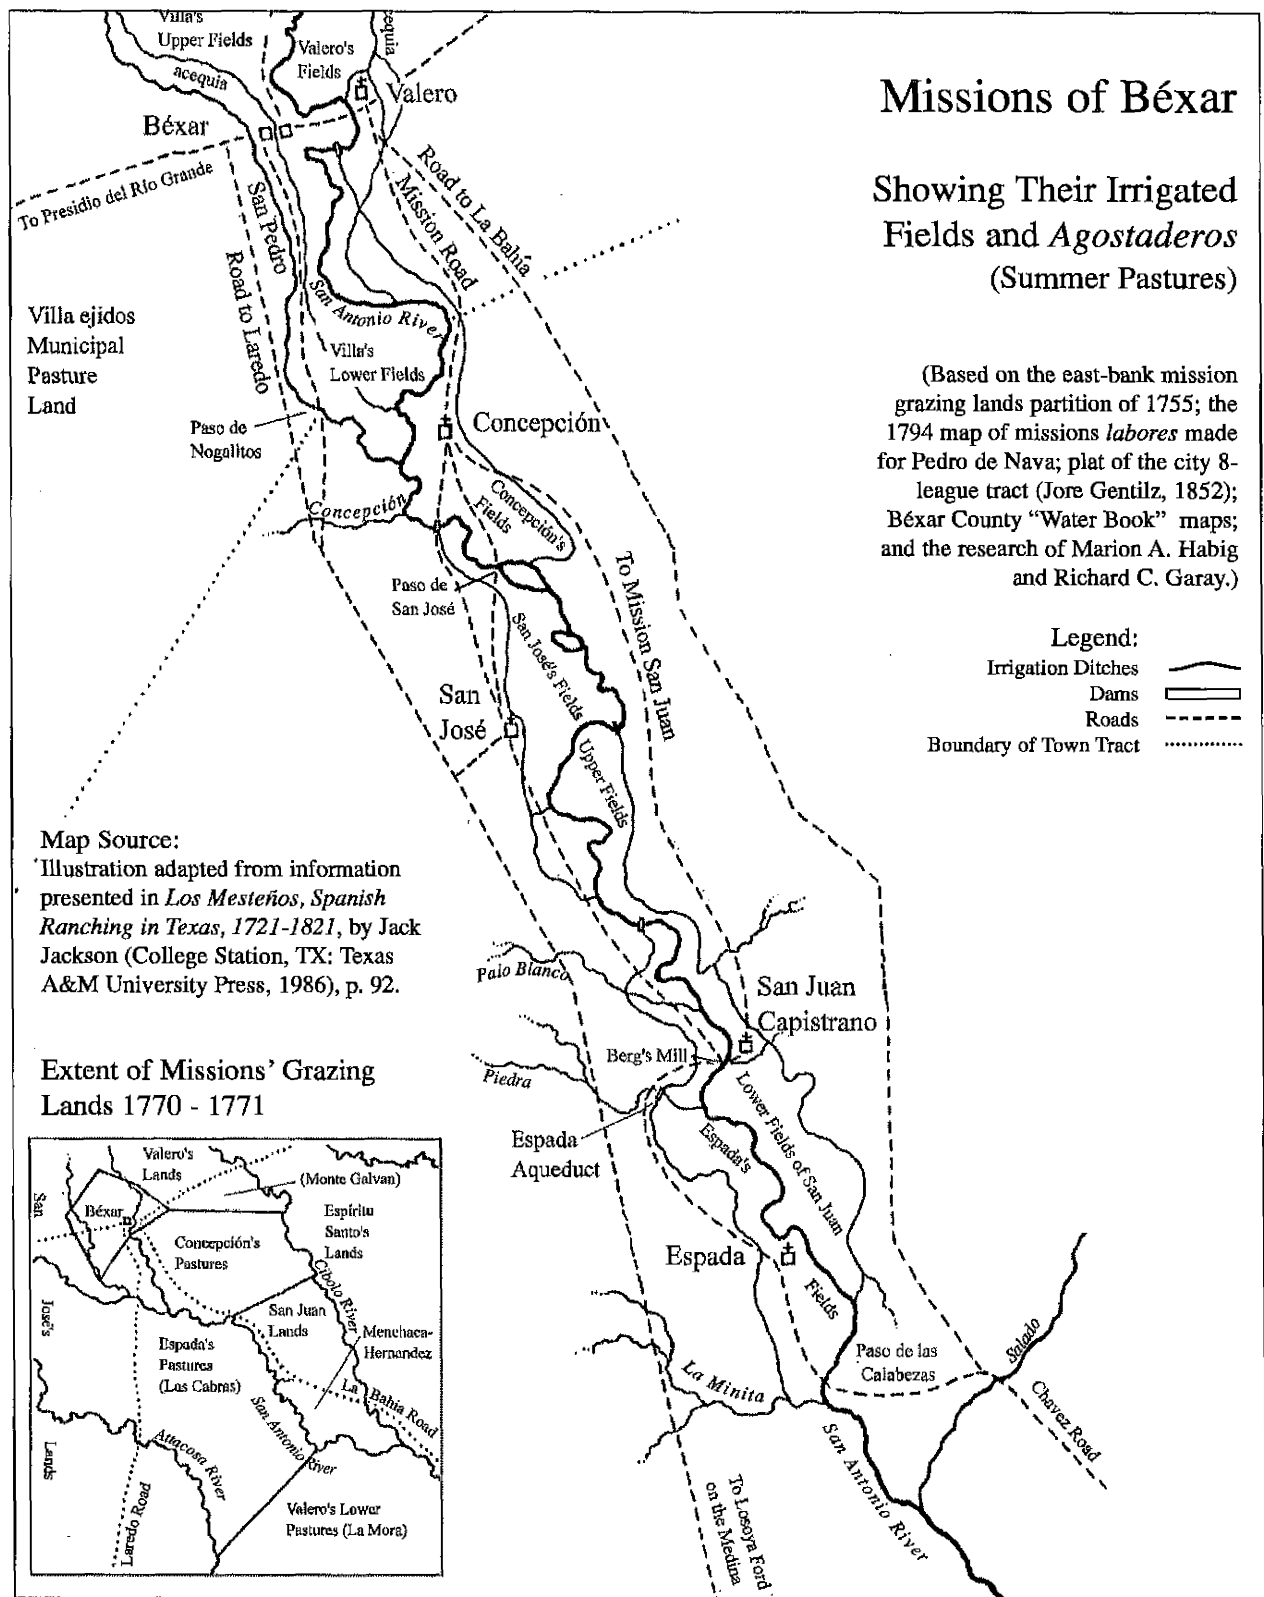 Villa's
Upper Fields
acequia
Valero's
Fields
Valero
Béxar
To Presidio del Río Grande
San Pedro
Road to Laredo
Mission Road
Road to La Bahía
San Antonio River
Villa's
Lower Fields
Villa ejidos
Municipal
Pasture
Land
Paso de
Nogalitos
Concepción
Concepción
Concepción's
Fields
Paso de
San José
San José's Fields
To Mission San Juan
San
José
Upper Fields
Palo Blanco
San Juan
Capistrano
Berg's Mill
Piedra
Espada
Aqueduct
Lower Fields of San Juan
Espada's
Fields
Espada
Paso de las
Calabezas
Salado
Chavez Road
La Minita
San Antonio River
To Losoya Ford
on the Medina
Missions of Béxar
Showing Their Irrigated
Fields and Agostaderos
(Summer Pastures)
(Based on the east-bank mission
grazing lands partition of 1755; the
1794 map of missions labores made
for Pedro de Nava; plat of the city 8-
league tract (Jore Gentilz, 1852);
Béxar County “Water Book” maps;
and the research of Marion A. Habig
and Richard C. Garay.)
Legend:
Irrigation Ditches
Dams
Roads
Boundary of Town Tract
Map Source:
Illustration adapted from information
presented in Los Mesteños, Spanish
Ranching in Texas, 1721-1821, by Jack
Jackson (College Station, TX: Texas
A&M University Press, 1986), p. 92.
Extent of Missions’ Grazing
Lands 1770 - 1771
Valero's
Lands
(Monte Galvan)
San
Béxar
Espíritu
Santo's
Lands
Concepción's
Pastures
Cibolo River
José's
San Juan
Lands
Menchaca-
Hernandez
Espada's
Pastures
(Las Cabras)
La Bahia Road
San Antonio River
Lands
Attacosa River
Laredo Road
Valero's Lower
Pastures (La Mora)